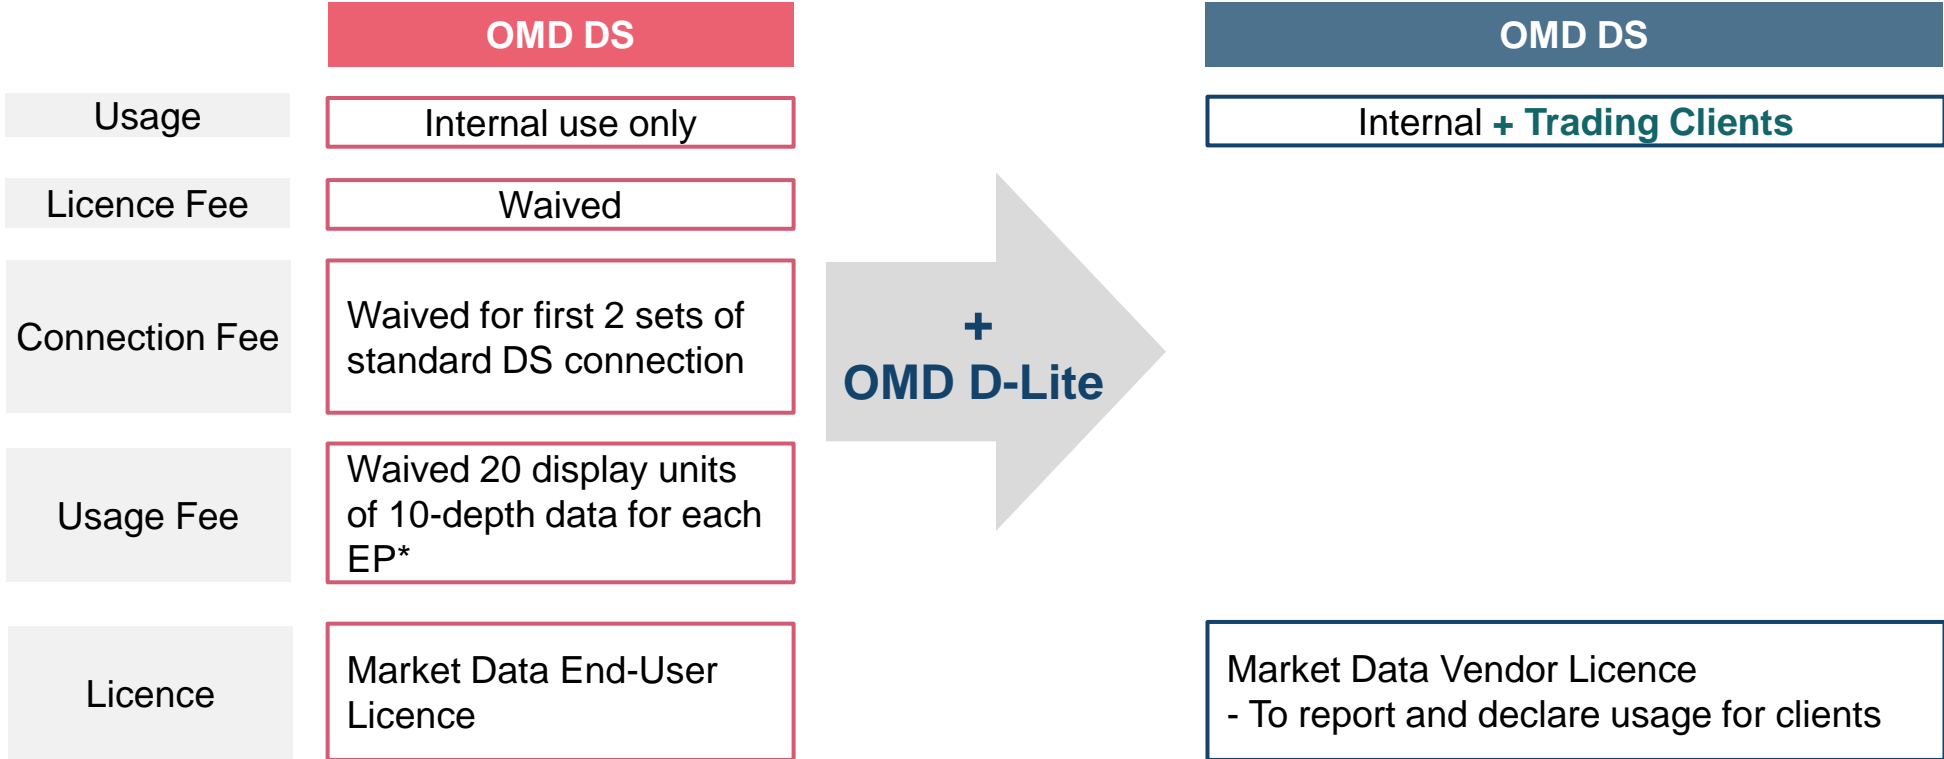 OMD DS
OMD DS
Usage
Internal use only
Internal + Trading Clients
Licence Fee
Waived
Connection Fee
Waived for first 2 sets of
standard DS connection
+
OMD D-Lite
Usage Fee
Waived 20 display units
of 10-depth data for each
EP*
Licence
Market Data End-User
Licence
Market Data Vendor Licence
- To report and declare usage for clients